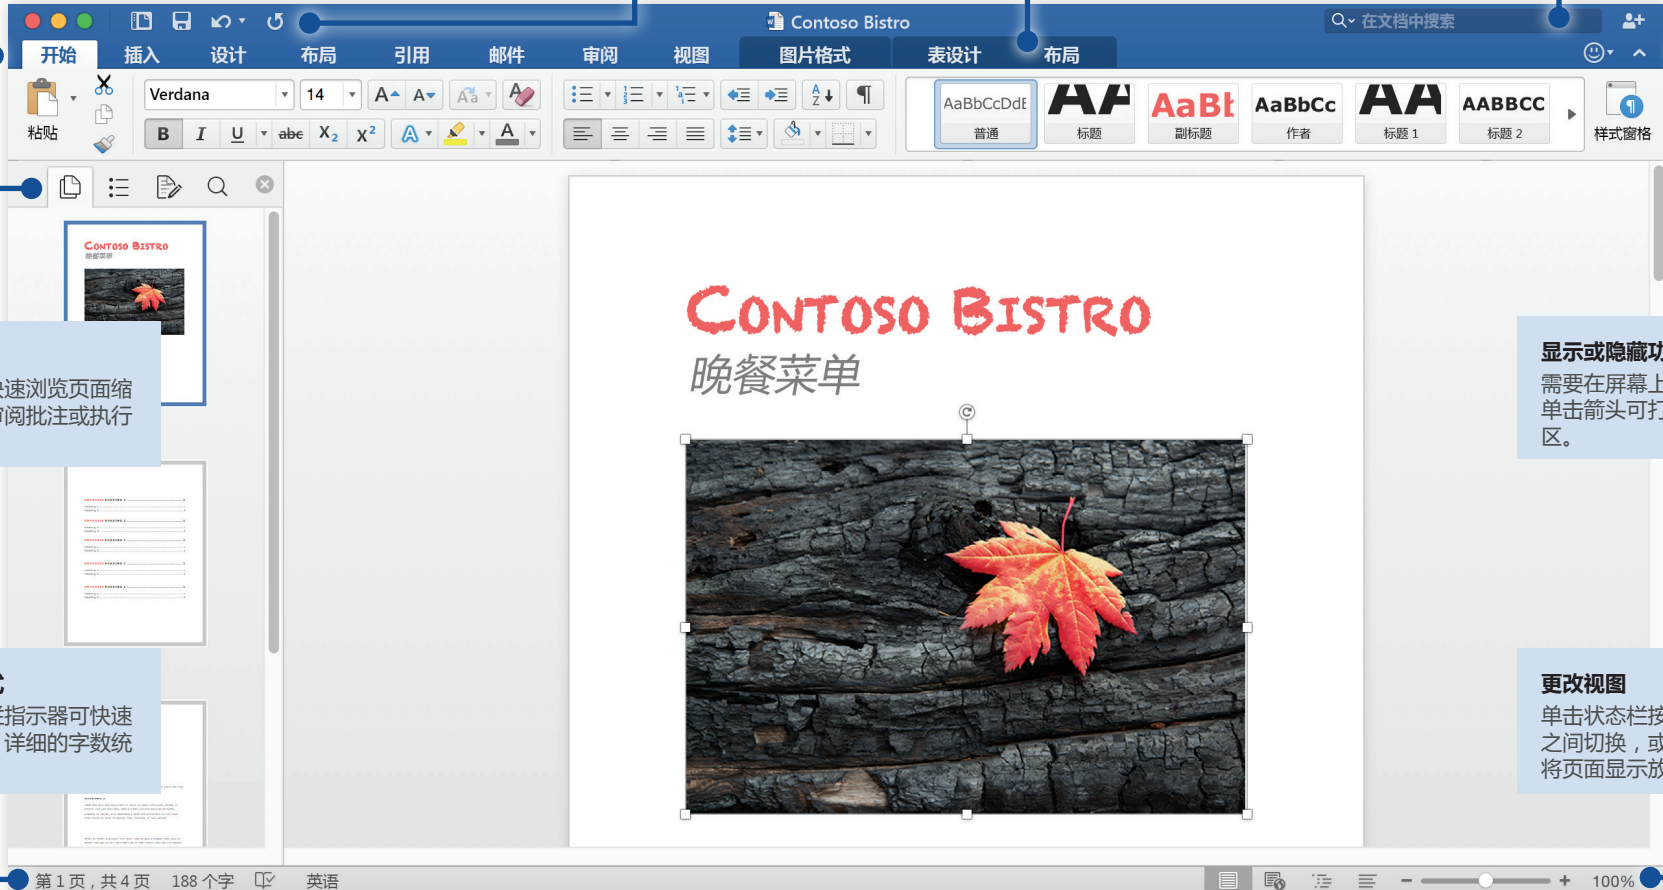 Contoso Bistro
在文档中搜索
开始 插入 设计 布局 引用 邮件 审阅 视图 图片格式 表设计 布局
粘贴
Verdana 14
AaBbCcDdE
普通
标题
AaBb
副标题
AaBbCc
作者
标题 1
AABBCC
标题 2
样式窗格
CONTOSO BISTRO
晚餐菜单
速浏览页面缩
阅批注或执行
指示器可快速
详细的字数统
CONTOSO BISTRO
晚餐菜单
显示或隐藏功
需要在屏幕上
单击箭头可打
区。
更改视图
单击状态栏按
之间切换，或
将页面显示放
第 1 页，共 4 页 188 个字 英语 100%